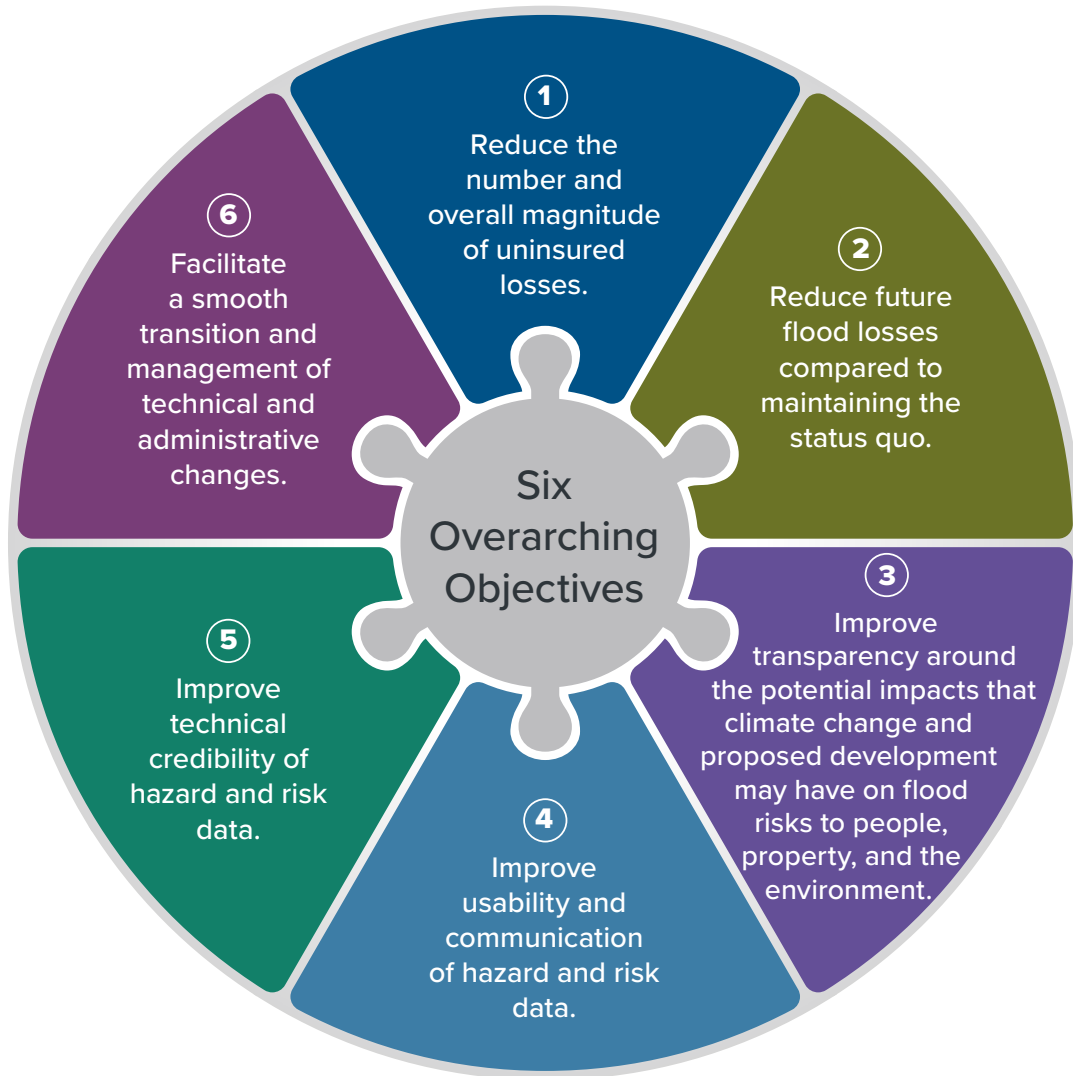 1
Reduce the
number and
overall magnitude
of uninsured
losses.
2
Reduce future
flood losses
compared to
maintaining the
status quo.
3
Improve
transparency around
the potential impacts that
climate change and
proposed development
may have on flood
risks to people,
property, and the
environment.
4
Improve
usability and
communication
of hazard and risk
data.
5
Improve
technical
credibility of
hazard and risk
data.
6
Facilitate
a smooth
transition and
management of
technical and
administrative
changes.
Six
Overarching
Objectives